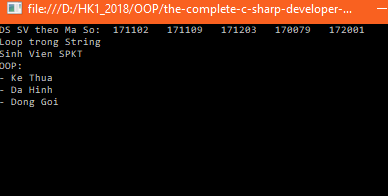 file:///D:/HK1_2018/OOP/the-complete-c-sharp-developer-...
DS SV theo Ma So: 171102 171109 171203 170079 172001
Loop trong String
Sinh Vien SPKT
OOP:
- Ke Thua
- Da Hinh
- Dong Goi